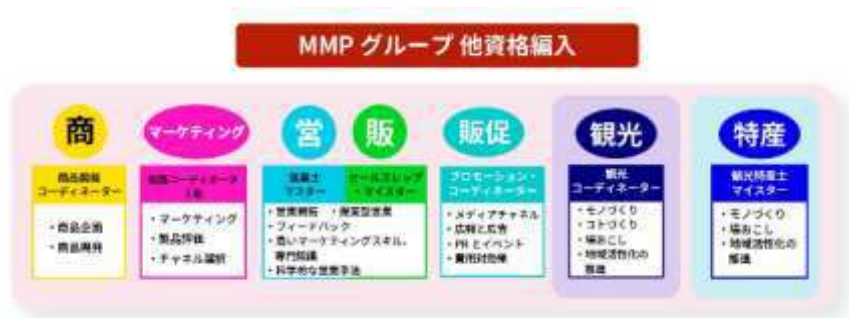 MMP グループ 他資格編入
商
マーケティング
営
販
販促
観光
特産
商品開発
コーディネーター
・商品企画
・商品開発
コーディネータ
・マーケティング
・製品評価
・チャネル選択
営業士
マスター
セールスレップ
・マイスター
・営業開拓 ・提案型営業
・フィードバック
・高いマーケティングスキル、
専門知識
・科学的な営業手法
プロモーション・
コーディネーター
・メディアチャネル
・広報と広告
・PR とイベント
・費用対効果
観光
コーディネーター
・モノづくり
・コトづくり
・場おこし
・地域活性化の
推進
観光特産士
マイスター
・モノづくり
・場おこし
・地域活性化の
推進